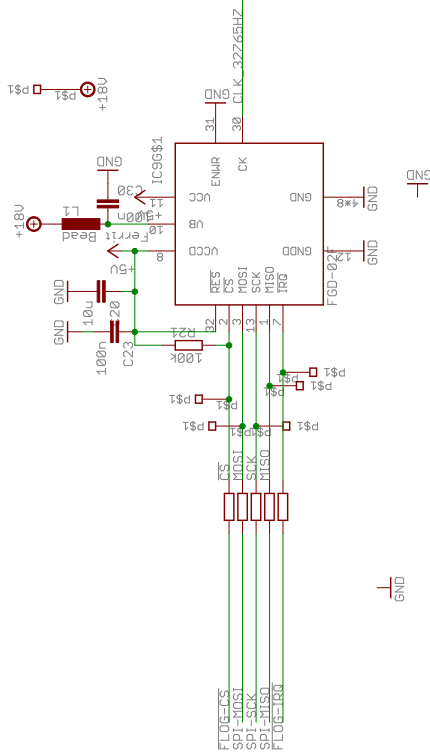 CLK_32765HZ
P$1
P$1
+18V
GND
31
30
IC9G$1
ENWR
CK
GND
C30
100n
+5V
11
VCC
GND
4*8
GND
+18V
L1
Bead Ferrit
10
VB
+5V
8
VCCD
GNDD
12
GND
GND
FGD-02F
RES
CS
MOSI
SCK
MISO
IRQ
32
2
3
13
1
7
GND
10u
C20
GND
100n
C23
R21
100k
P$1
P$1
P$1
P$1
P$1
P$1
P$1
P$1
P$1
P$1
CS
MOSI
SCK
MISO
GND
FLOG-CS
SPI-MOSI
SPI-SCK
SPI-MISO
FLOG-IRQ